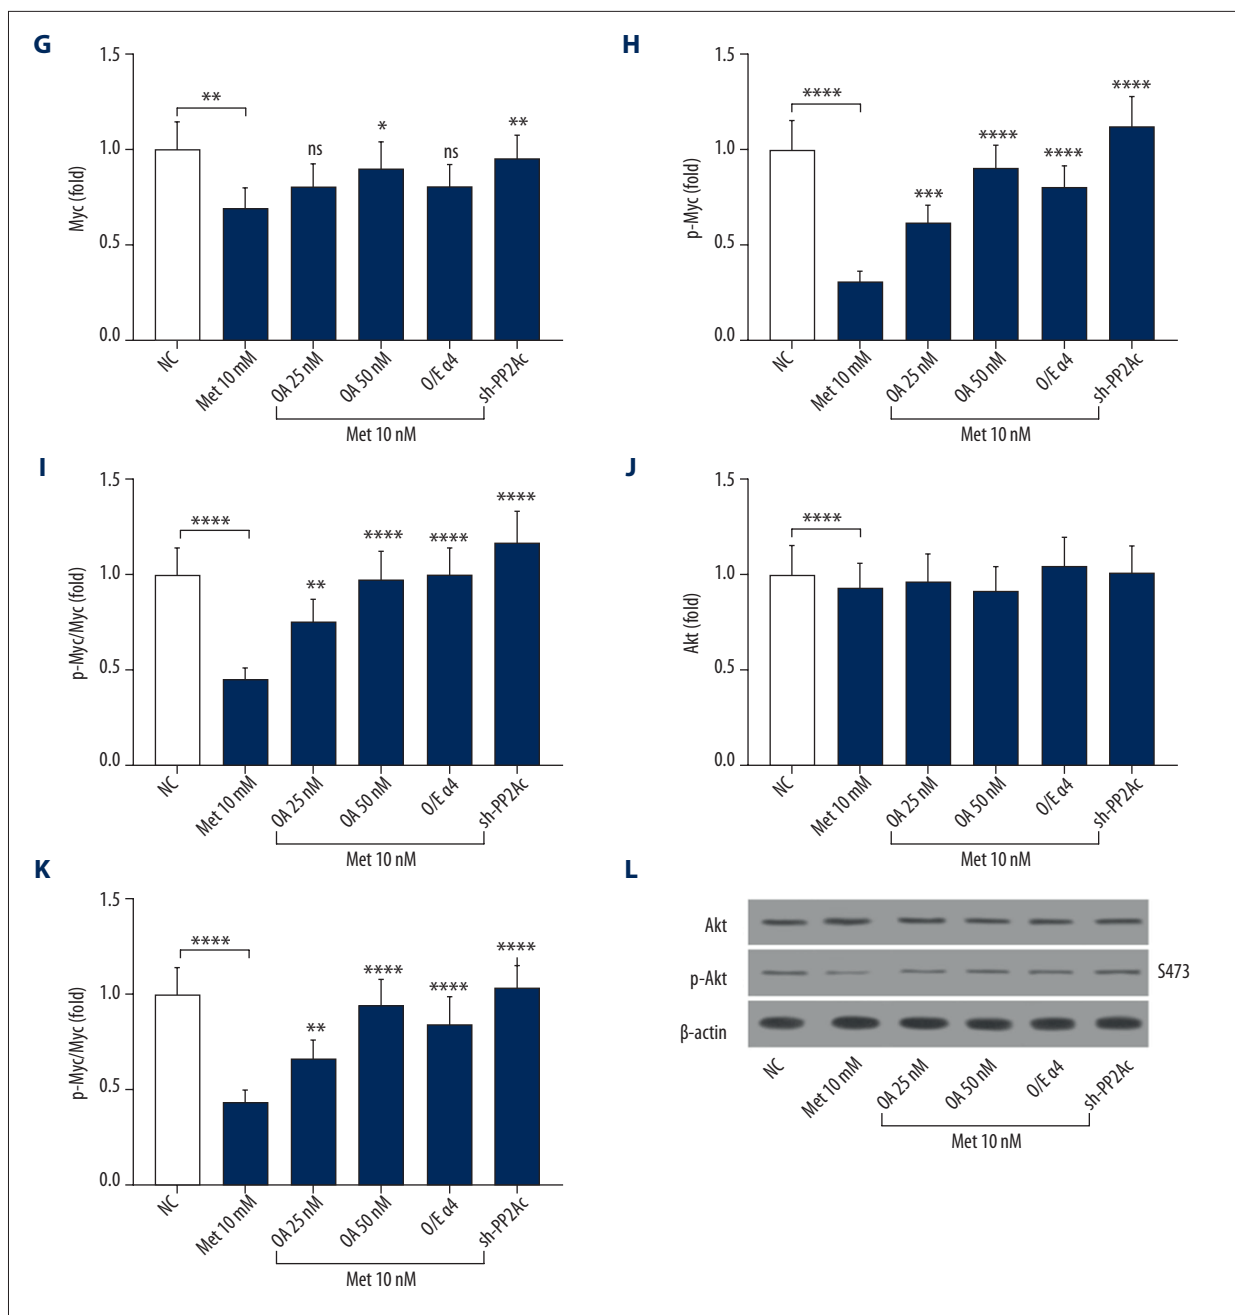 G
1.5
1.0
0.5
0.0
Myc (fold)
**
ns
*
ns
**
NC
Met 10 mM
OA 25 nM
OA 50 nM
O/E α4
sh-PP2Ac
Met 10 nM
H
1.5
1.0
0.5
0.0
p-Myc (fold)
****
***
****
****
****
NC
Met 10 mM
OA 25 nM
OA 50 nM
O/E α4
sh-PP2Ac
Met 10 nM
I
1.5
1.0
0.5
0.0
p-Myc/Myc (fold)
****
**
****
****
****
NC
Met 10 mM
OA 25 nM
OA 50 nM
O/E α4
sh-PP2Ac
Met 10 nM
J
1.5
1.0
0.5
0.0
Akt (fold)
****
NC
Met 10 mM
OA 25 nM
OA 50 nM
O/E α4
sh-PP2Ac
Met 10 nM
K
1.5
1.0
0.5
0.0
p-Myc/Myc (fold)
****
**
****
****
****
NC
Met 10 mM
OA 25 nM
OA 50 nM
O/E α4
sh-PP2Ac
Met 10 nM
L
Akt
p-Akt
S473
β-actin
NC
Met 10 mM
OA 25 nM
OA 50 nM
O/E α4
sh-PP2Ac
Met 10 nM